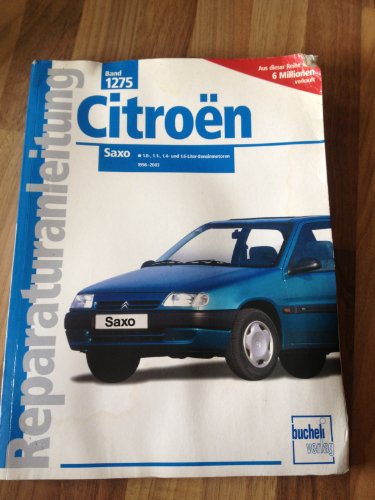 Reparaturanleitung
Band
1275
Aus dieser Reihe
6 Millionen
verkauft
Citroën
Saxo
1.0-, 1.1-, 1.4- und 1.6-Liter-Benzinmotoren
1996-2003
Saxo
bucheli
verlag